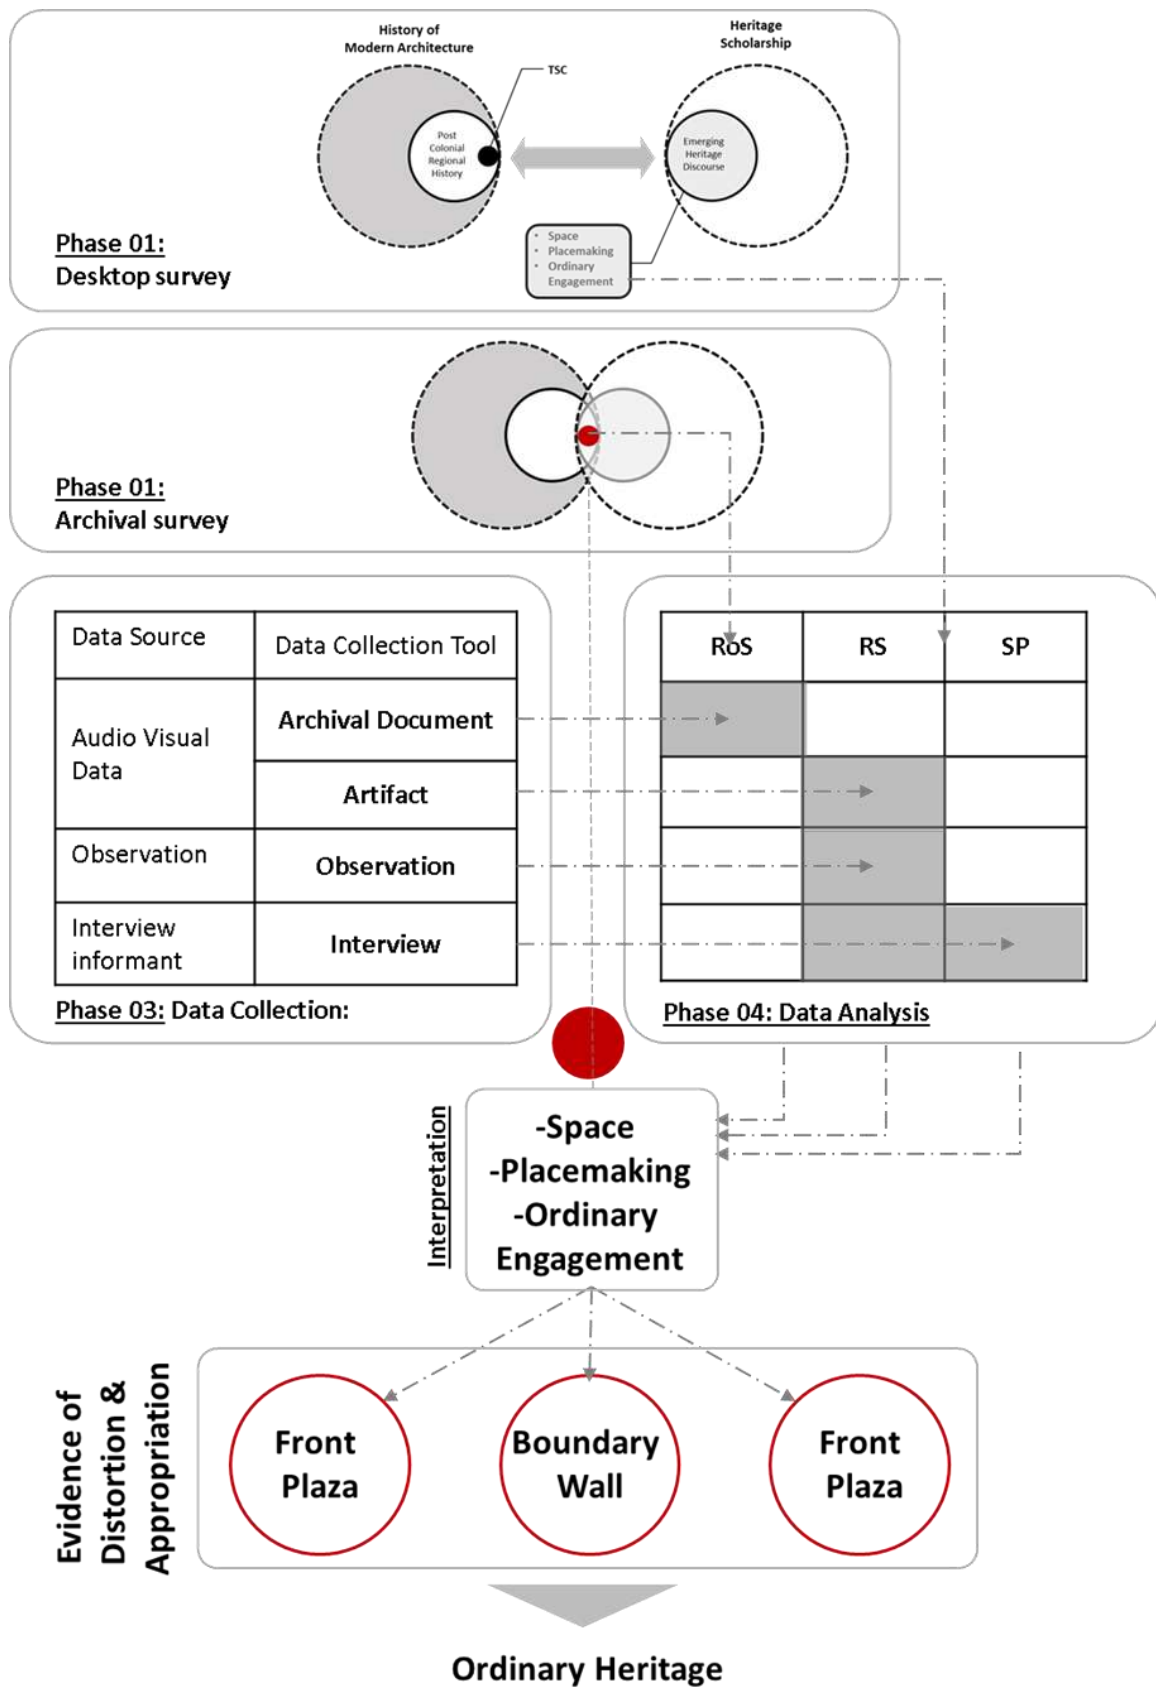 History of
Modern Architecture
Heritage
Scholarship
TSC
Post
Colonial
Regional
History
Emerging
Heritage
Discourse
• Space
• Placemaking
• Ordinary
Engagement
Phase 01:
Desktop survey
Phase 01:
Archival survey
Data Source
Data Collection Tool
Audio Visual
Data
Archival Document
Artifact
Observation
Observation
Interview
informant
Interview
Phase 03: Data Collection:
RoS
RS
SP
Phase 04: Data Analysis
Interpretation
-Space
-Placemaking
-Ordinary
Engagement
Evidence of
Distortion &
Appropriation
Front
Plaza
Boundary
Wall
Front
Plaza
Ordinary Heritage